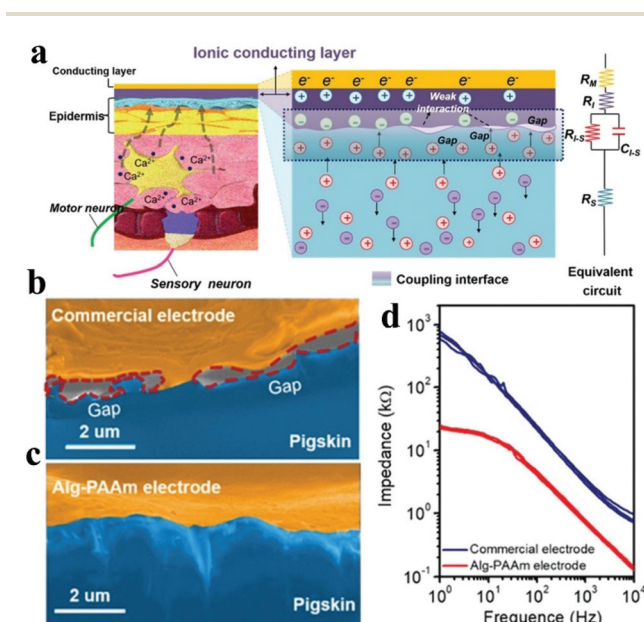 a
Ionic conducting layer
Conducting layer
Epidermis
Ca²⁺
Ca²⁺
Ca²⁺
Ca²⁺
Ca²⁺
Ca²⁺
Motor neuron
Sensory neuron
e⁻ e⁻ e⁻ e⁻ e⁻ e⁻ e⁻
+ + + + + + +
Weak
interaction
Gap
Gap
Gap
Gap
Coupling interface
R_M
R_I
R_I-S
C_I-S
R_S
Equivalent
circuit
b
Commercial electrode
Gap
Gap
2 um
Pigskin
c
Alg-PAAm electrode
2 um
Pigskin
d
Impedance (kΩ)
10³
10²
10¹
10⁰
10⁻¹
Commercial electrode
Alg-PAAm electrode
10⁰ 10¹ 10² 10³ 10⁴
Frequence (Hz)